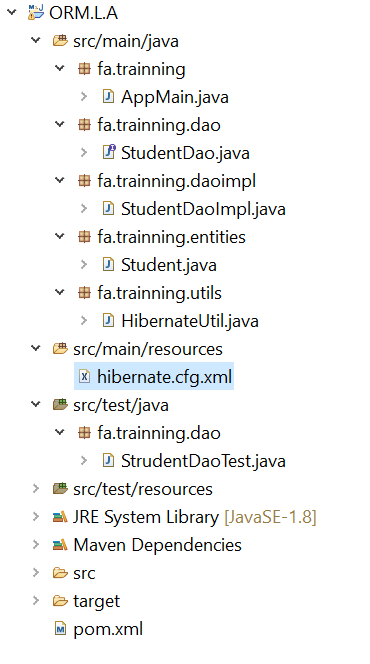 ORM.L.A
src/main/java
fa.trainning
AppMain.java
fa.trainning.dao
StudentDao.java
fa.trainning.daoimpl
StudentDaoImpl.java
fa.trainning.entities
Student.java
fa.trainning.utils
HibernateUtil.java
src/main/resources
hibernate.cfg.xml
src/test/java
fa.trainning.dao
StrudentDaoTest.java
src/test/resources
JRE System Library [JavaSE-1.8]
Maven Dependencies
src
target
pom.xml